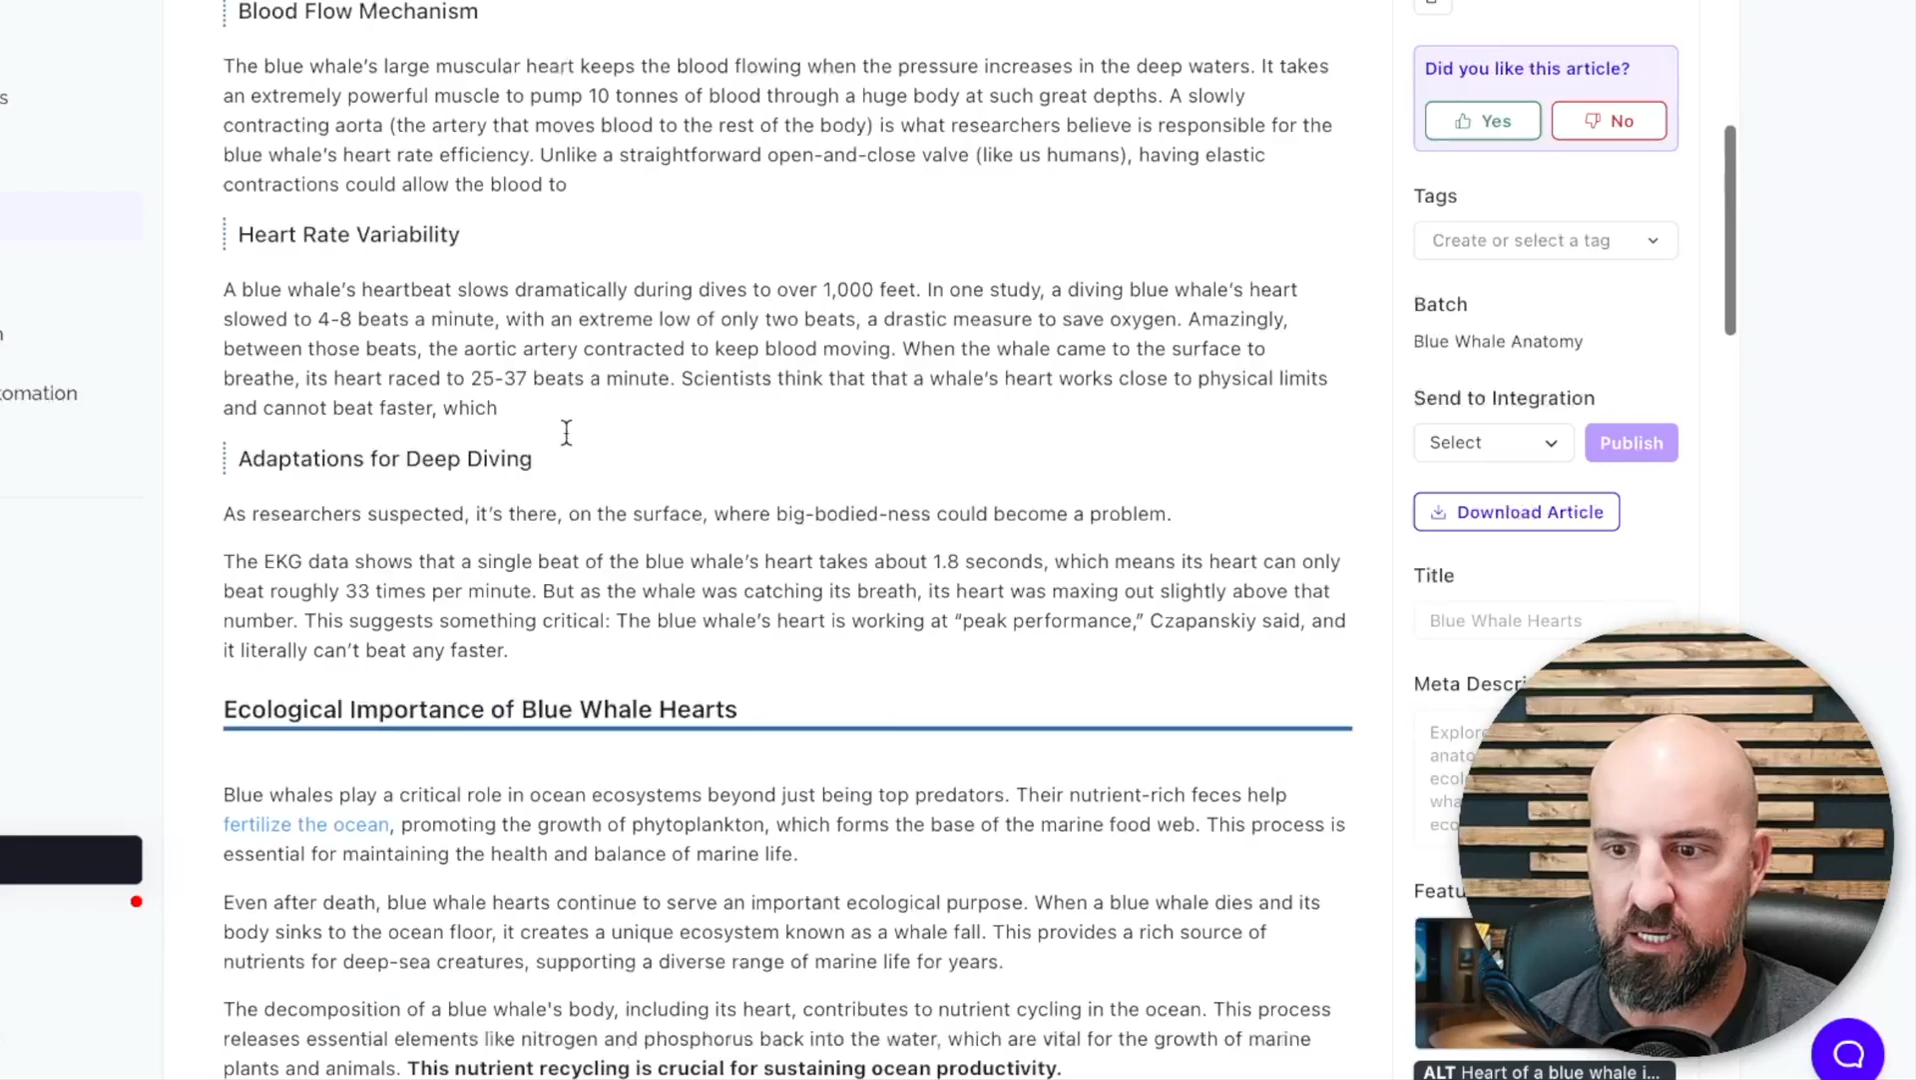 Blood Flow Mechanism
The blue whale’s large muscular heart keeps the blood flowing when the pressure increases in the deep waters. It takes
an extremely powerful muscle to pump 10 tonnes of blood through a huge body at such great depths. A slowly
contracting aorta (the artery that moves blood to the rest of the body) is what researchers believe is responsible for the
blue whale’s heart rate efficiency. Unlike a straightforward open-and-close valve (like us humans), having elastic
contractions could allow the blood to
Heart Rate Variability
A blue whale’s heartbeat slows dramatically during dives to over 1,000 feet. In one study, a diving blue whale’s heart
slowed to 4-8 beats a minute, with an extreme low of only two beats, a drastic measure to save oxygen. Amazingly,
between those beats, the aortic artery contracted to keep blood moving. When the whale came to the surface to
breathe, its heart raced to 25-37 beats a minute. Scientists think that that a whale’s heart works close to physical limits
and cannot beat faster, which
Adaptations for Deep Diving
As researchers suspected, it’s there, on the surface, where big-bodied-ness could become a problem.
The EKG data shows that a single beat of the blue whale’s heart takes about 1.8 seconds, which means its heart can only
beat roughly 33 times per minute. But as the whale was catching its breath, its heart was maxing out slightly above that
number. This suggests something critical: The blue whale’s heart is working at “peak performance,” Czapanskiy said, and
it literally can’t beat any faster.
Ecological Importance of Blue Whale Hearts
Blue whales play a critical role in ocean ecosystems beyond just being top predators. Their nutrient-rich feces help
fertilize the ocean, promoting the growth of phytoplankton, which forms the base of the marine food web. This process is
essential for maintaining the health and balance of marine life.
Even after death, blue whale hearts continue to serve an important ecological purpose. When a blue whale dies and its
body sinks to the ocean floor, it creates a unique ecosystem known as a whale fall. This provides a rich source of
nutrients for deep-sea creatures, supporting a diverse range of marine life for years.
The decomposition of a blue whale's body, including its heart, contributes to nutrient cycling in the ocean. This process
releases essential elements like nitrogen and phosphorus back into the water, which are vital for the growth of marine
plants and animals. This nutrient recycling is crucial for sustaining ocean productivity.
s
n
omation
Did you like this article?
Yes
No
Tags
Create or select a tag
Batch
Blue Whale Anatomy
Send to Integration
Select
Publish
Download Article
Title
Blue Whale Hearts
Meta Descri
Explor
anato
ecol
wha
eco
Featu
ALT Heart of a blue whale i...